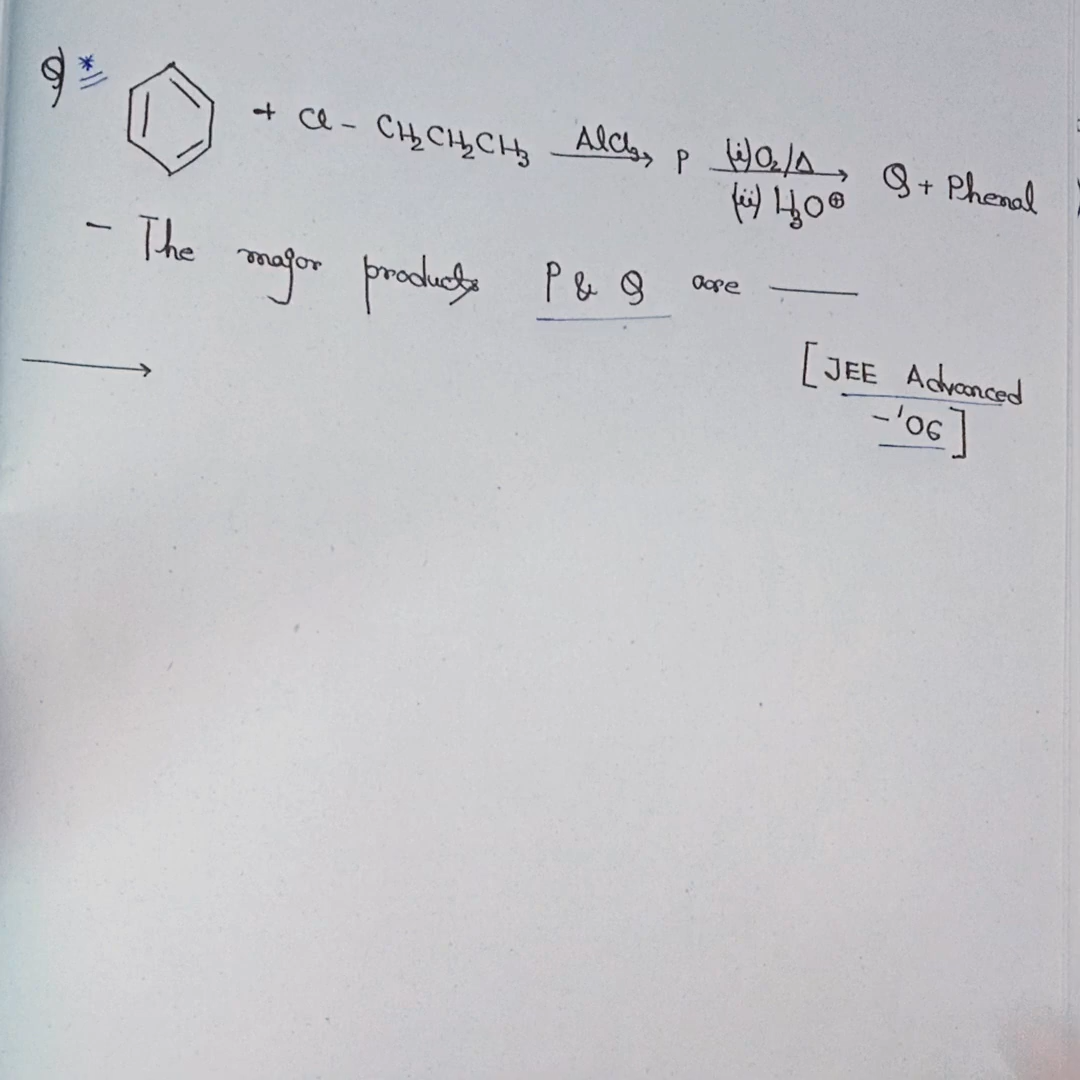 Q) *
+ Cl - CH₂CH₂CH₃ AlCl₃ P (i) O₂/Δ (ii) H₃O⊕ Q + Phenol
- The major products P & Q are ___
[JEE Advanced
-'06]